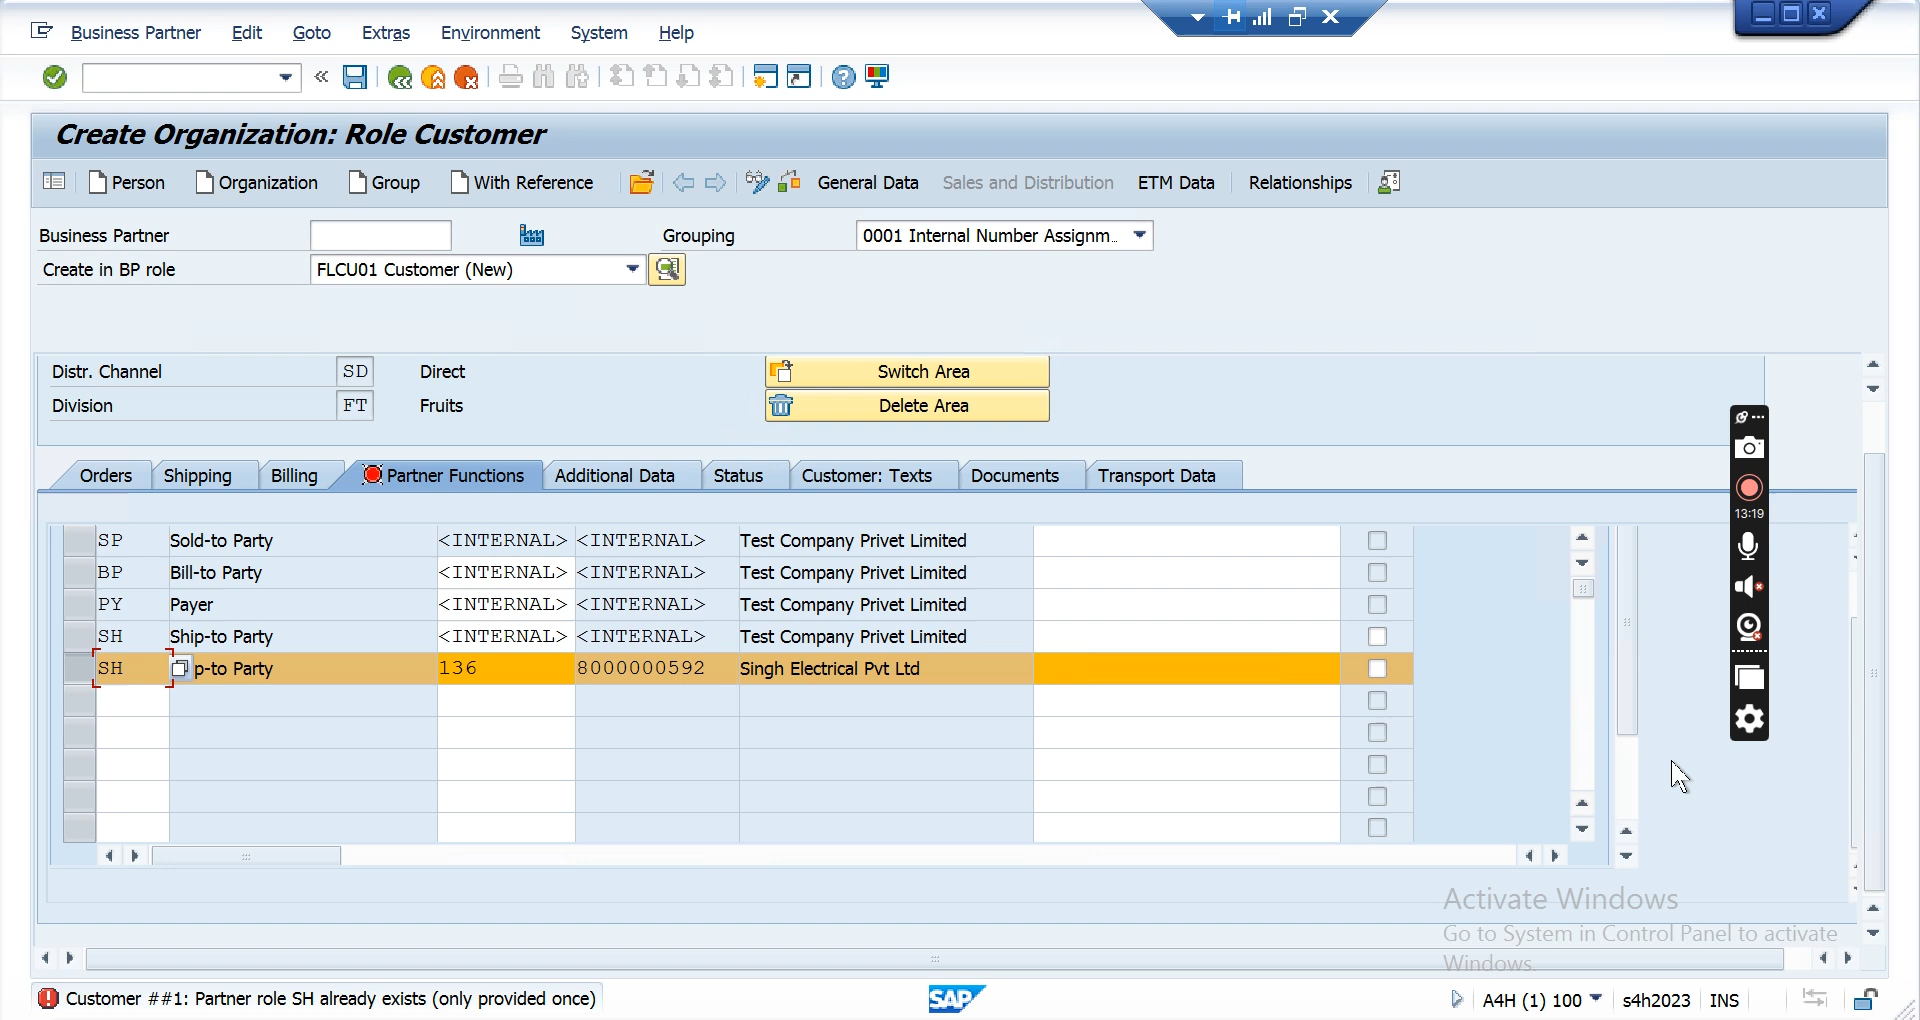 Business Partner Edit Goto Extras Environment System Help
Create Organization: Role Customer
Person Organization Group With Reference General Data Sales and Distribution ETM Data Relationships
Business Partner Grouping 0001 Internal Number Assignm..
Create in BP role FLCU01 Customer (New)
Distr. Channel SD Direct Switch Area
Division FT Fruits Delete Area
Orders Shipping Billing Partner Functions Additional Data Status Customer: Texts Documents Transport Data
SP Sold-to Party <INTERNAL> <INTERNAL> Test Company Privet Limited
BP Bill-to Party <INTERNAL> <INTERNAL> Test Company Privet Limited
PY Payer <INTERNAL> <INTERNAL> Test Company Privet Limited
SH Ship-to Party <INTERNAL> <INTERNAL> Test Company Privet Limited
SH p-to Party 136 8000000592 Singh Electrical Pvt Ltd
13:19
Activate Windows
Go to System in Control Panel to activate
Windows.
Customer ##1: Partner role SH already exists (only provided once) SAP A4H (1) 100 s4h2023 INS